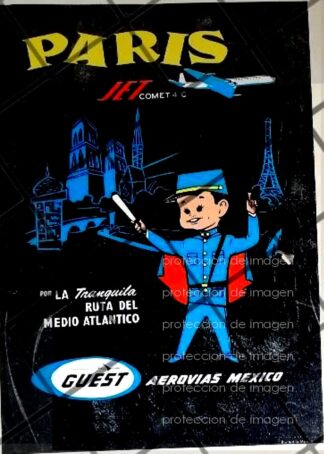 PARIS
JET COMET 4 C
POR LA Tranquila
RUTA DEL
MEDIO ATLANTICO
GUEST AEROVIAS MEXICO
proteccion de imagen
proteccion de imagen
proteccion de imagen
proteccion de imagen
proteccion de imagen
proteccion de imagen